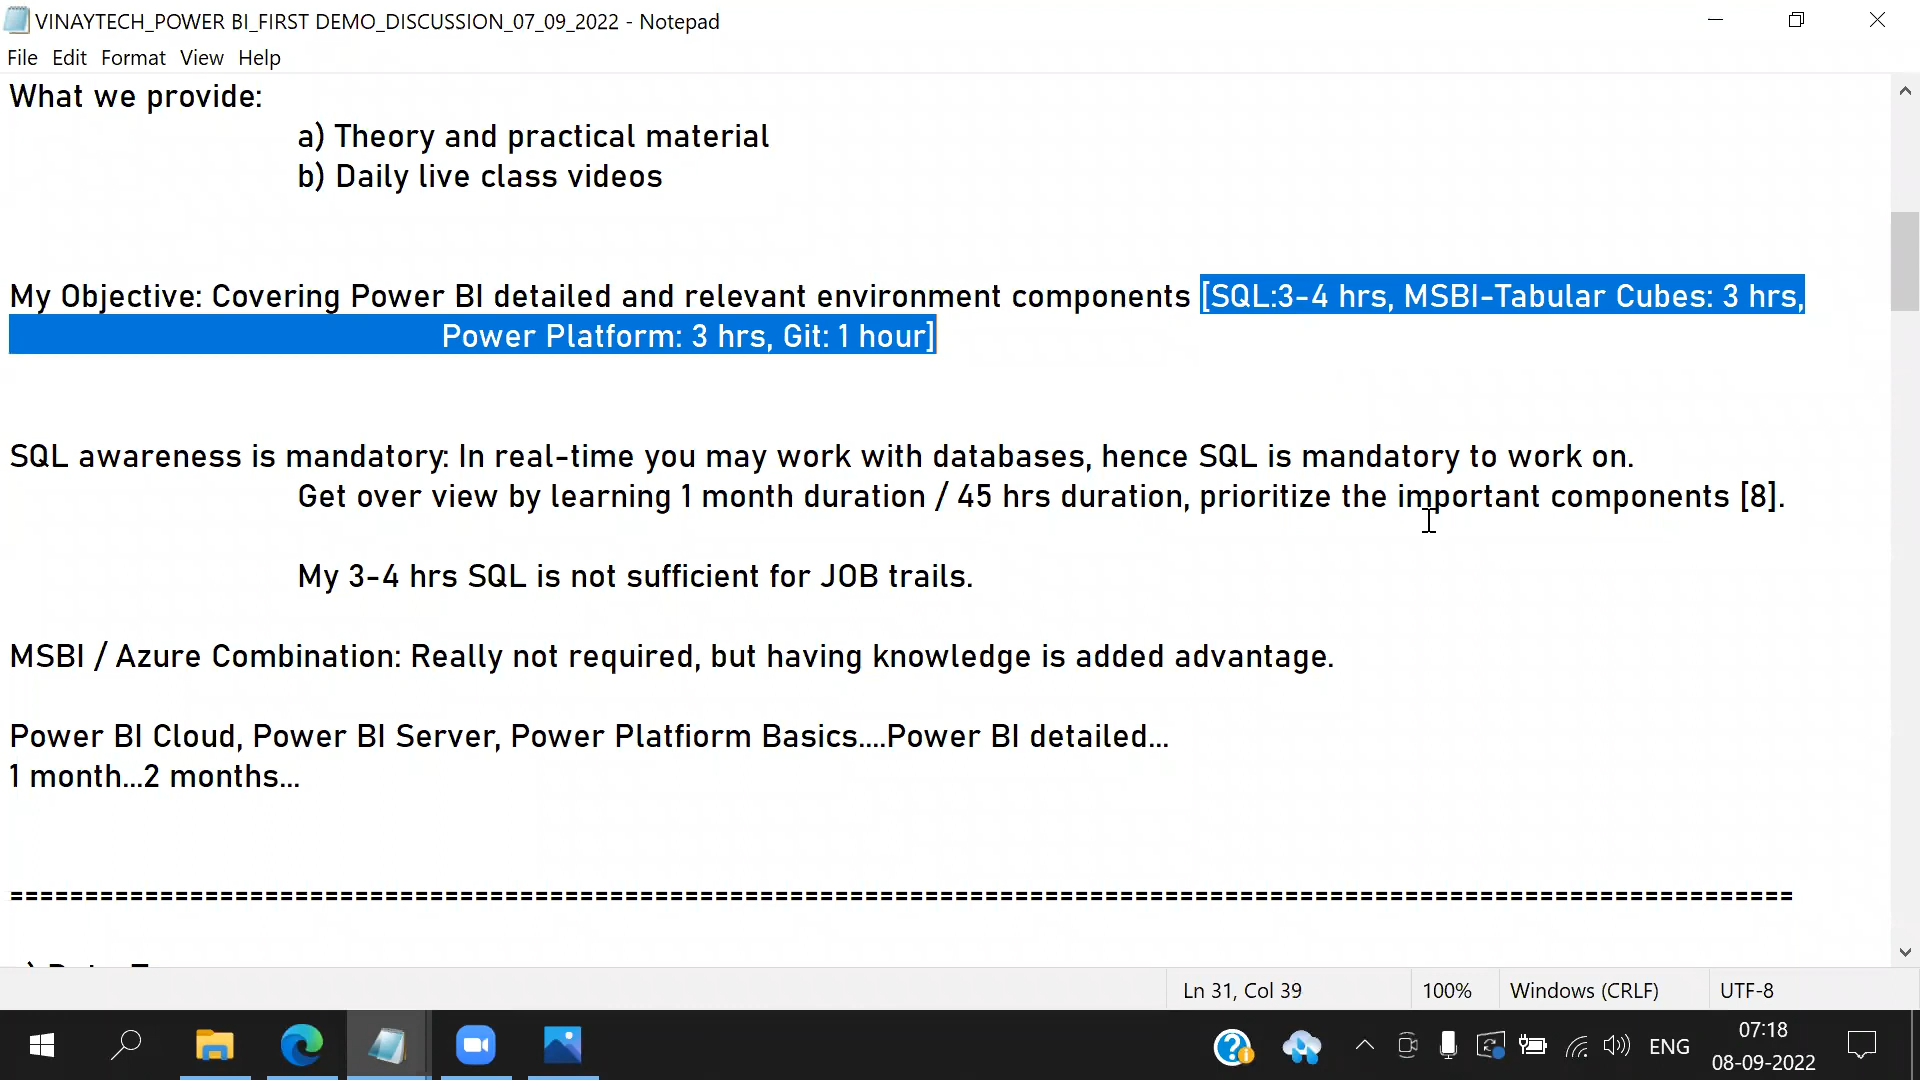 VINAYTECH_POWER BI_FIRST DEMO_DISCUSSION_07_09_2022 - Notepad
File Edit Format View Help
What we provide:
a) Theory and practical material
b) Daily live class videos
My Objective: Covering Power BI detailed and relevant environment components [SQL:3-4 hrs, MSBI-Tabular Cubes: 3 hrs,
Power Platform: 3 hrs, Git: 1 hour]
SQL awareness is mandatory: In real-time you may work with databases, hence SQL is mandatory to work on.
Get over view by learning 1 month duration / 45 hrs duration, prioritize the important components [8].
My 3-4 hrs SQL is not sufficient for JOB trails.
MSBI / Azure Combination: Really not required, but having knowledge is added advantage.
Power BI Cloud, Power BI Server, Power Platfiorm Basics....Power BI detailed...
1 month...2 months...
=======================================================================================================================
Ln 31, Col 39 100% Windows (CRLF) UTF-8
ENG 07:18
08-09-2022